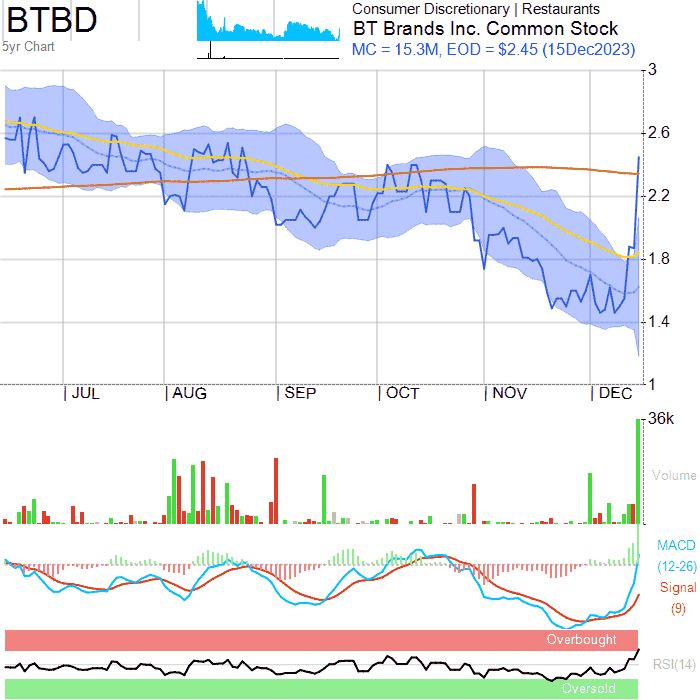 BTBD
5yr Chart
Consumer Discretionary | Restaurants
BT Brands Inc. Common Stock
MC = 15.3M, EOD = $2.45 (15Dec2023)
3
2.6
2.2
1.8
1.4
1
JUL AUG SEP OCT NOV DEC
36k
Volume
MACD
(12-26)
Signal
(9)
Overbought
RSI(14)
Oversold